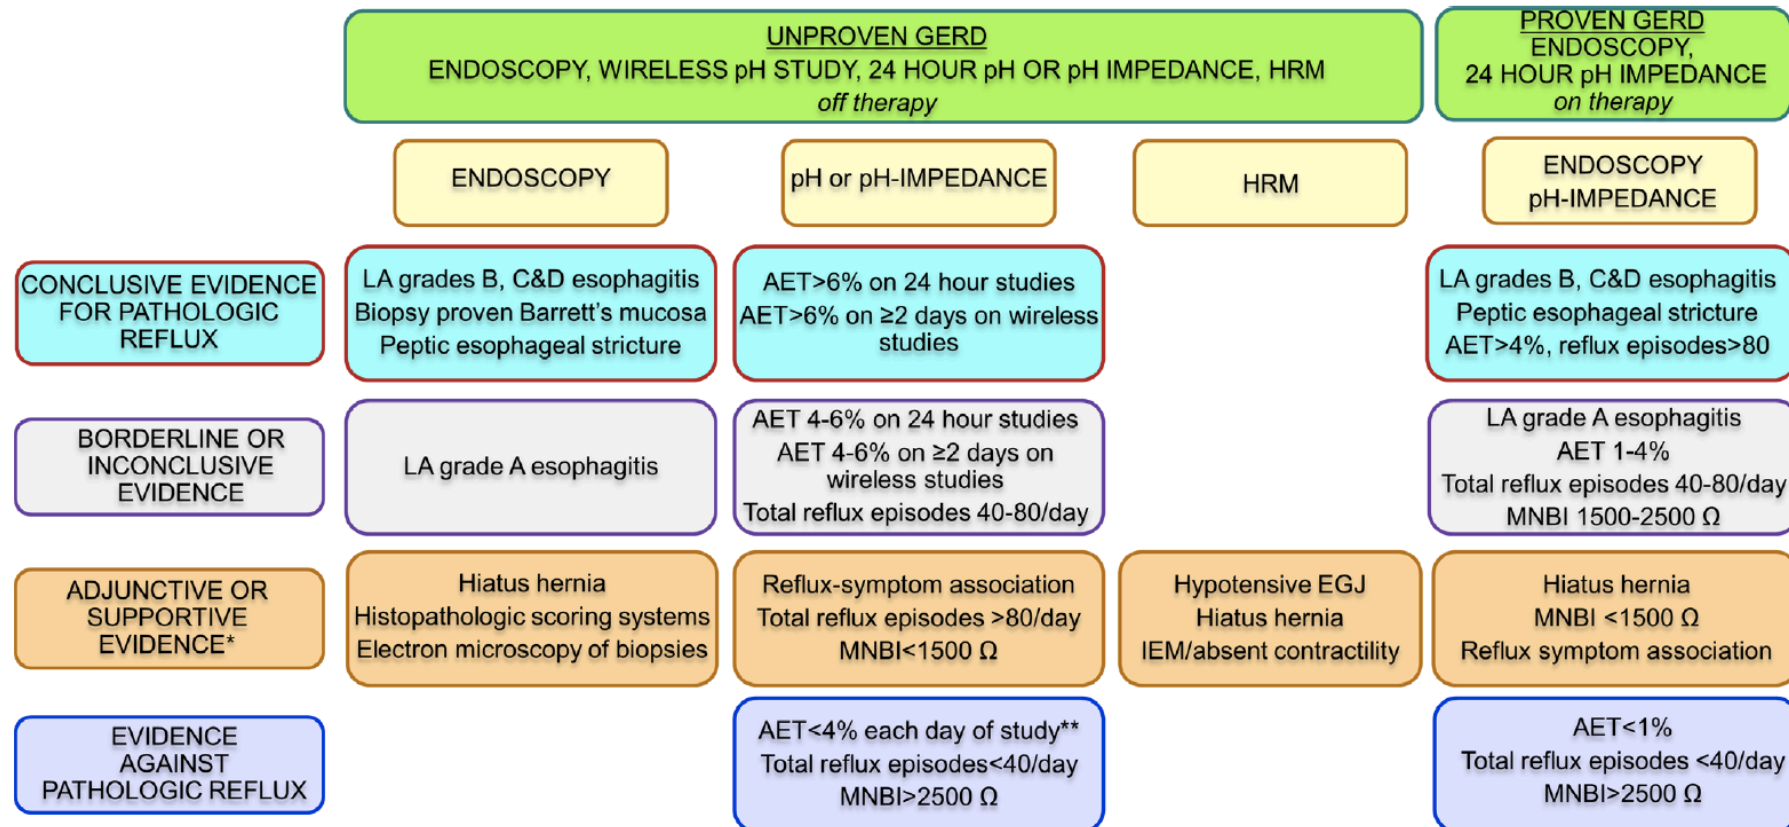 UNPROVEN GERD
ENDOSCOPY, WIRELESS pH STUDY, 24 HOUR pH OR pH IMPEDANCE, HRM
off therapy
PROVEN GERD
ENDOSCOPY,
24 HOUR pH IMPEDANCE
on therapy
ENDOSCOPY
pH or pH-IMPEDANCE
HRM
ENDOSCOPY
pH-IMPEDANCE
CONCLUSIVE EVIDENCE
FOR PATHOLOGIC
REFLUX
LA grades B, C&D esophagitis
Biopsy proven Barrett's mucosa
Peptic esophageal stricture
AET>6% on 24 hour studies
AET>6% on ≥2 days on wireless
studies
LA grades B, C&D esophagitis
Peptic esophageal stricture
AET>4%, reflux episodes>80
BORDERLINE OR
INCONCLUSIVE
EVIDENCE
LA grade A esophagitis
AET 4-6% on 24 hour studies
AET 4-6% on ≥2 days on
wireless studies
Total reflux episodes 40-80/day
LA grade A esophagitis
AET 1-4%
Total reflux episodes 40-80/day
MNBI 1500-2500 Ω
ADJUNCTIVE OR
SUPPORTIVE
EVIDENCE*
Hiatus hernia
Histopathologic scoring systems
Electron microscopy of biopsies
Reflux-symptom association
Total reflux episodes >80/day
MNBI<1500 Ω
Hypotensive EGJ
Hiatus hernia
IEM/absent contractility
Hiatus hernia
MNBI <1500 Ω
Reflux symptom association
EVIDENCE
AGAINST
PATHOLOGIC REFLUX
AET<4% each day of study**
Total reflux episodes<40/day
MNBI>2500 Ω
AET<1%
Total reflux episodes <40/day
MNBI>2500 Ω